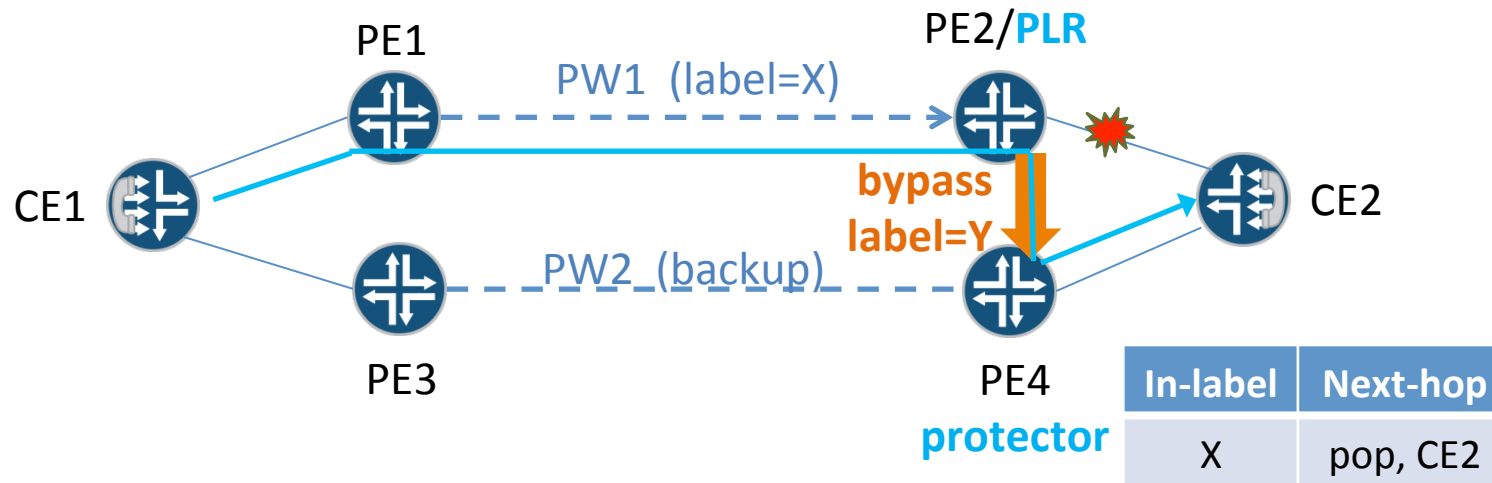 PE1
PE2/PLR
PW1 (label=X)
CE1
bypass
label=Y
CE2
PW2 (backup)
PE3
PE4
protector
In-label Next-hop
X pop, CE2